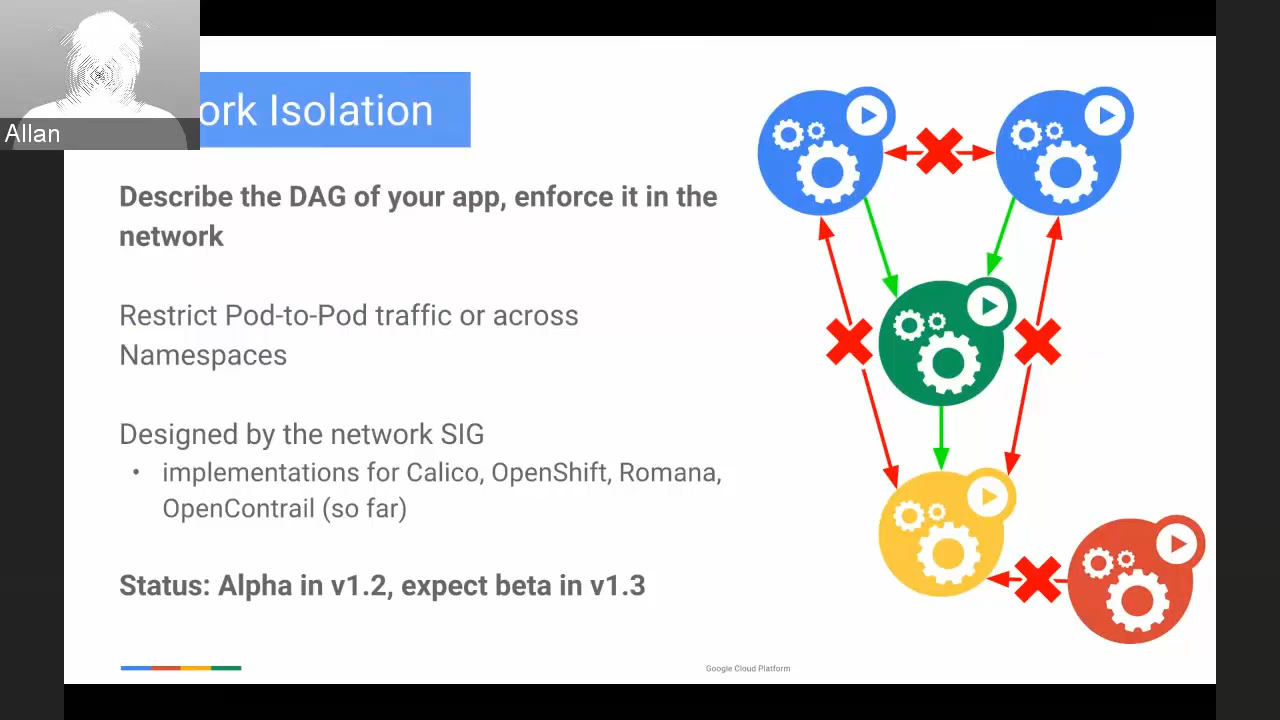 Allan
ork Isolation
Describe the DAG of your app, enforce it in the
network
Restrict Pod-to-Pod traffic or across
Namespaces
Designed by the network SIG
• implementations for Calico, OpenShift, Romana,
OpenContrail (so far)
Status: Alpha in v1.2, expect beta in v1.3
Google Cloud Platform